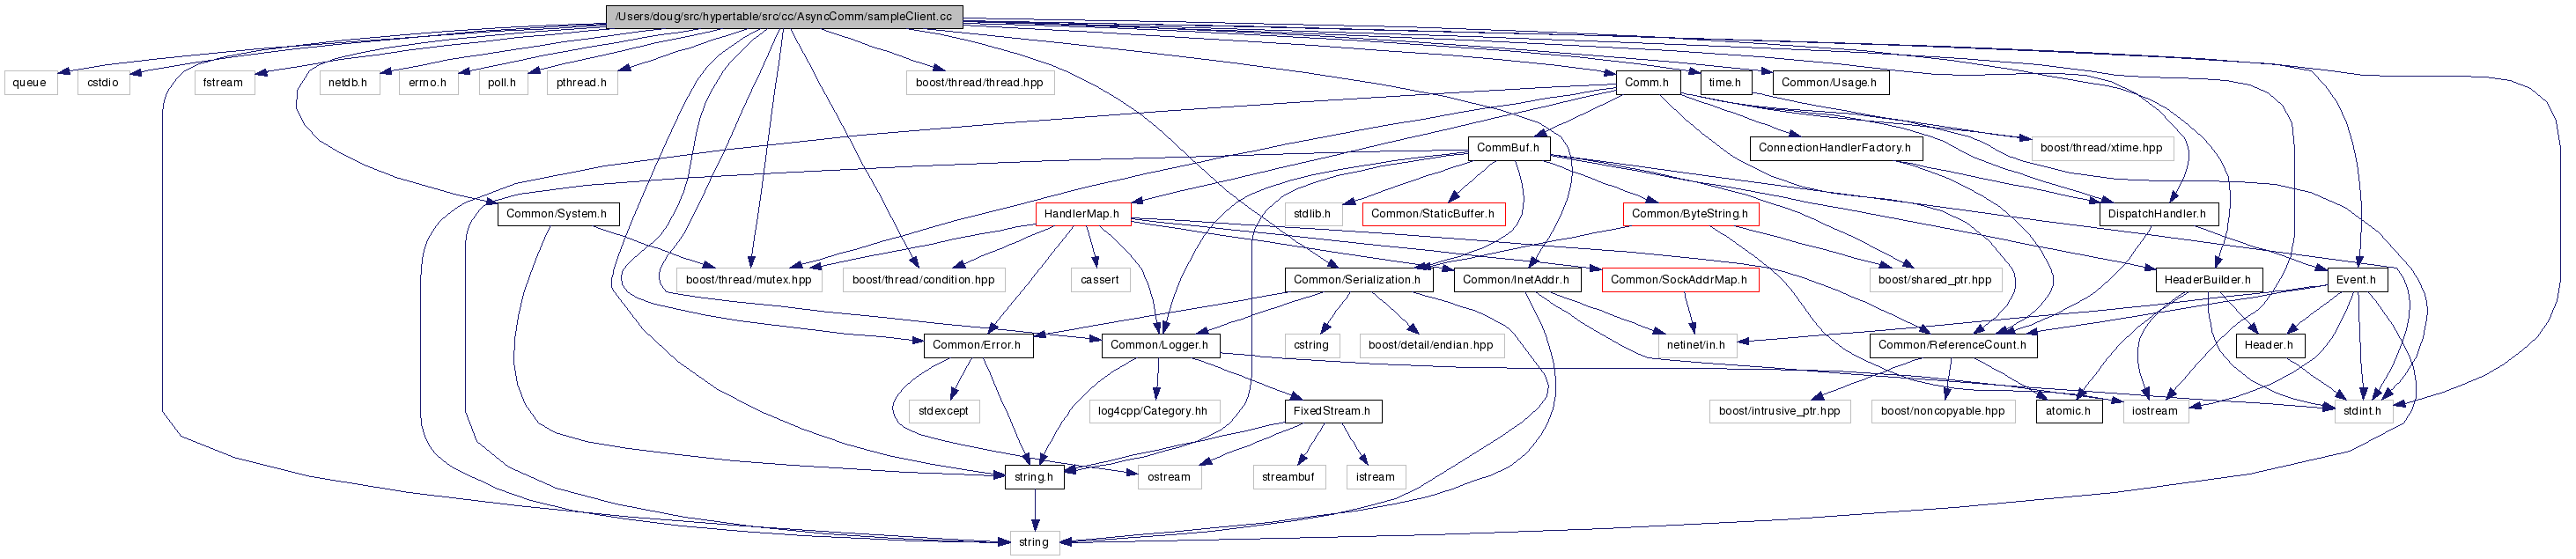 /Users/doug/src/hypertable/src/cc/AsyncComm/sampleClient.cc
queue
cstdio
fstream
netdb.h
errno.h
poll.h
pthread.h
boost/thread/thread.hpp
Comm.h
time.h
Common/Usage.h
CommBuf.h
ConnectionHandlerFactory.h
boost/thread/xtime.hpp
Common/System.h
HandlerMap.h
stdlib.h
Common/StaticBuffer.h
Common/ByteString.h
DispatchHandler.h
boost/thread/mutex.hpp
boost/thread/condition.hpp
cassert
Common/Serialization.h
Common/InetAddr.h
Common/SockAddrMap.h
boost/shared_ptr.hpp
HeaderBuilder.h
Event.h
Common/Error.h
Common/Logger.h
cstring
boost/detail/endian.hpp
netinet/in.h
Common/ReferenceCount.h
Header.h
stdexcept
log4cpp/Category.hh
FixedStream.h
boost/intrusive_ptr.hpp
boost/noncopyable.hpp
atomic.h
iostream
stdint.h
string.h
ostream
streambuf
istream
string